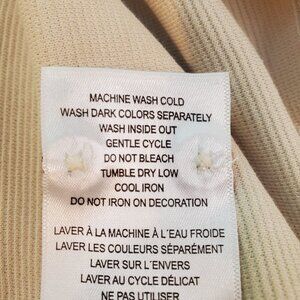 MACHINE WASH COLD
WASH DARK COLORS SEPARATELY
WASH INSIDE OUT
GENTLE CYCLE
DO NOT BLEACH
TUMBLE DRY LOW
COOL IRON
DO NOT IRON ON DECORATION
LAVER À LA MACHINE À L´EAU FROIDE
LAVER LES COULEURS SÉPARÉMENT
LAVER SUR L´ENVERS
LAVER AU CYCLE DÉLICAT
NE PAS UTILISER